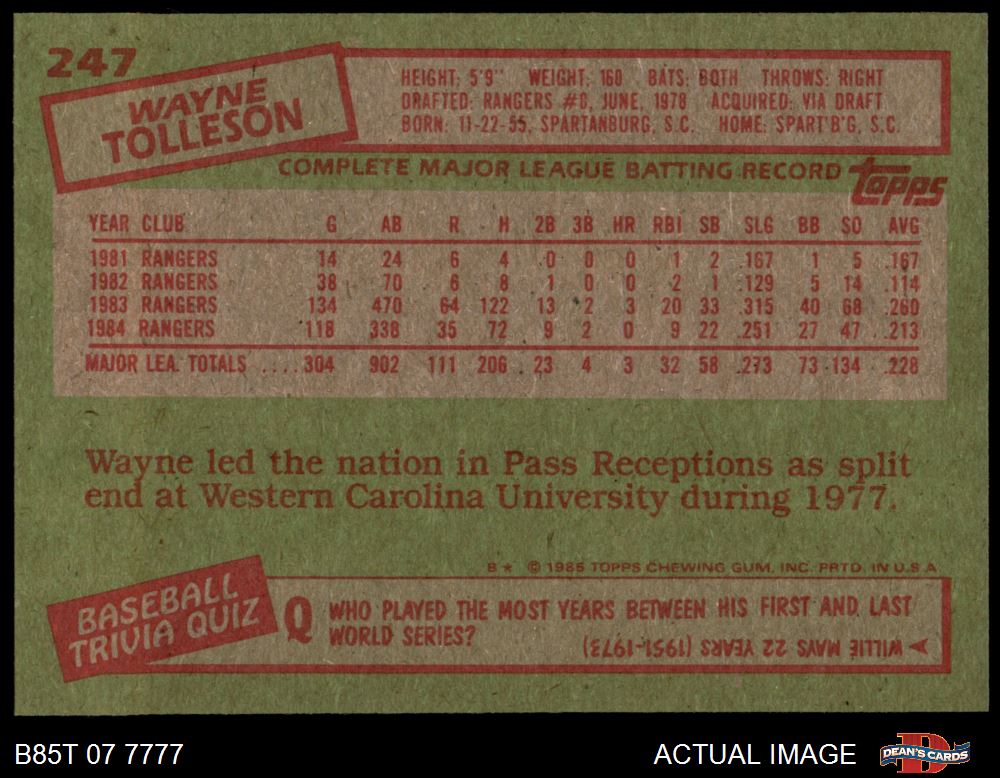 247
WAYNE
TOLLESON
HEIGHT: 5'9" WEIGHT: 160 BATS: BOTH THROWS: RIGHT
DRAFTED: RANGERS #8, JUNE, 1978 ACQUIRED: VIA DRAFT
BORN: 11-22-55, SPARTANBURG, S.C. HOME: SPART'B'G, S.C.
COMPLETE MAJOR LEAGUE BATTING RECORD topps
YEAR CLUB G AB R H 2B 3B HR RBI SB SLG BB SO AVG
1981 RANGERS 14 24 6 4 0 0 0 1 2 .167 1 5 .167
1982 RANGERS 38 70 6 8 1 0 0 2 1 .129 5 14 .114
1983 RANGERS 134 470 64 122 13 2 3 20 33 .315 40 68 .260
1984 RANGERS 118 338 35 72 9 2 0 9 22 .251 27 47 .213
MAJOR LEA. TOTALS ....304 902 111 206 23 4 3 32 58 .273 73 134 .228
Wayne led the nation in Pass Receptions as split
end at Western Carolina University during 1977.
B★ © 1985 TOPPS CHEWING GUM, INC. PRTD. IN U.S.A.
BASEBALL
TRIVIA QUIZ
Q WHO PLAYED THE MOST YEARS BETWEEN HIS FIRST AND LAST
WORLD SERIES?
WILLIE MAYS 22 YEARS (1951-1973)
B85T 07 7777
ACTUAL IMAGE
DEAN'S CARDS